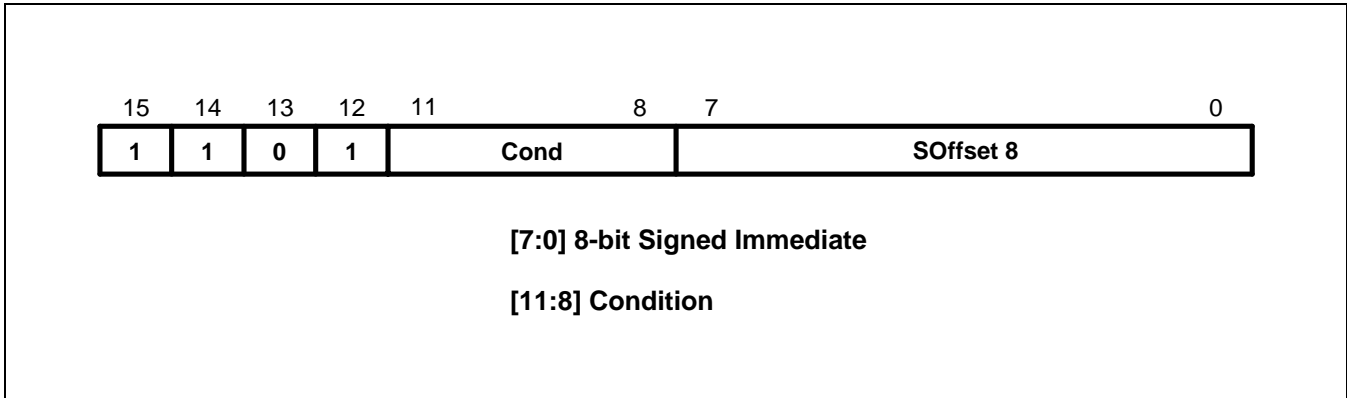 15 14 13 12 11 8 7 0
1 1 0 1 Cond SOffset 8
[7:0] 8-bit Signed Immediate
[11:8] Condition